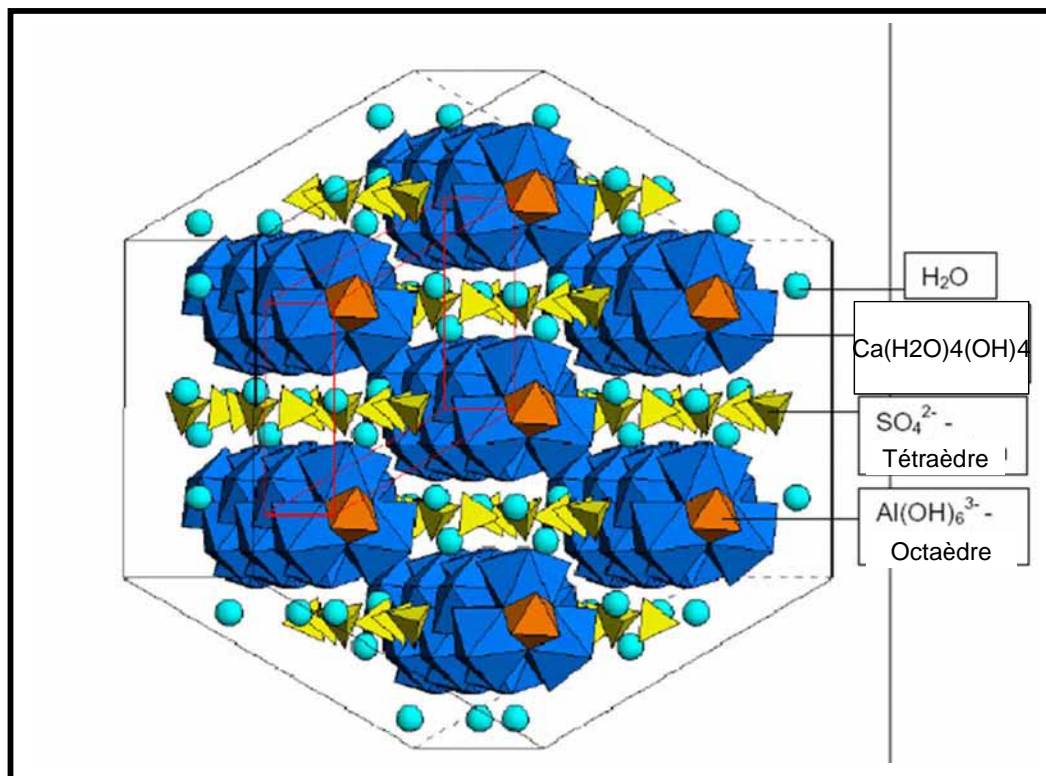 H₂O
Ca(H2O)4(OH)4
SO₄²⁻ -
Tétraèdre
Al(OH)₆³⁻ -
Octaèdre